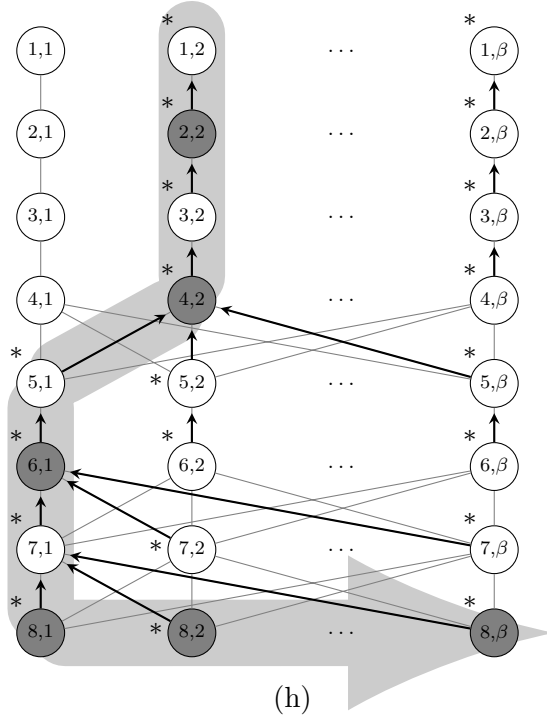 * *
1,1 1,2 ... 1,β
* *
2,1 2,2 ... 2,β
* *
3,1 3,2 ... 3,β
* *
4,1 4,2 ... 4,β
* * *
5,1 5,2 ... 5,β
* * *
6,1 6,2 ... 6,β
* * *
7,1 7,2 ... 7,β
* * *
8,1 8,2 ... 8,β
(h)